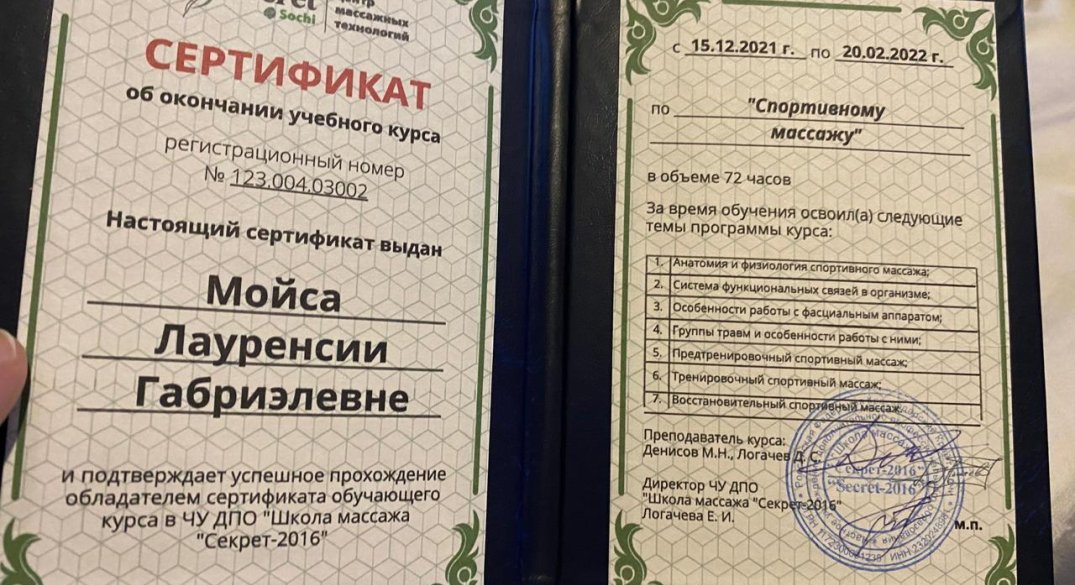 Sochi
массажных
технологий
СЕРТИФИКАТ
об окончании учебного курса
регистрационный номер
№ 123.004.03002
Настоящий сертификат выдан
Мойса
Лауренсии
Габриэлевне
и подтверждает успешное прохождение
обладателем сертификата обучающего
курса в ЧУ ДПО "Школа массажа
"Секрет-2016"
с 15.12.2021 г. по 20.02.2022 г.
по "Спортивному
массажу"
в объеме 72 часов
За время обучения освоил(а) следующие
темы программы курса:
1. Анатомия и физиология спортивного массажа;
2. Система функциональных связей в организме;
3. Особенности работы с фасциальным аппаратом;
4. Группы травм и особенности работы с ними;
5. Предтренировочный спортивный массаж;
6. Тренировочный спортивный массаж;
7. Восстановительный спортивный массаж.
Преподаватель курса:
Денисов М.Н., Логачев Д.С.
Директор ЧУ ДПО
"Школа массажа "Секрет-2016"
Логачева Е. И.
м.п.
"Школа массажа
"Секрет-2016"
"Secret-2016"